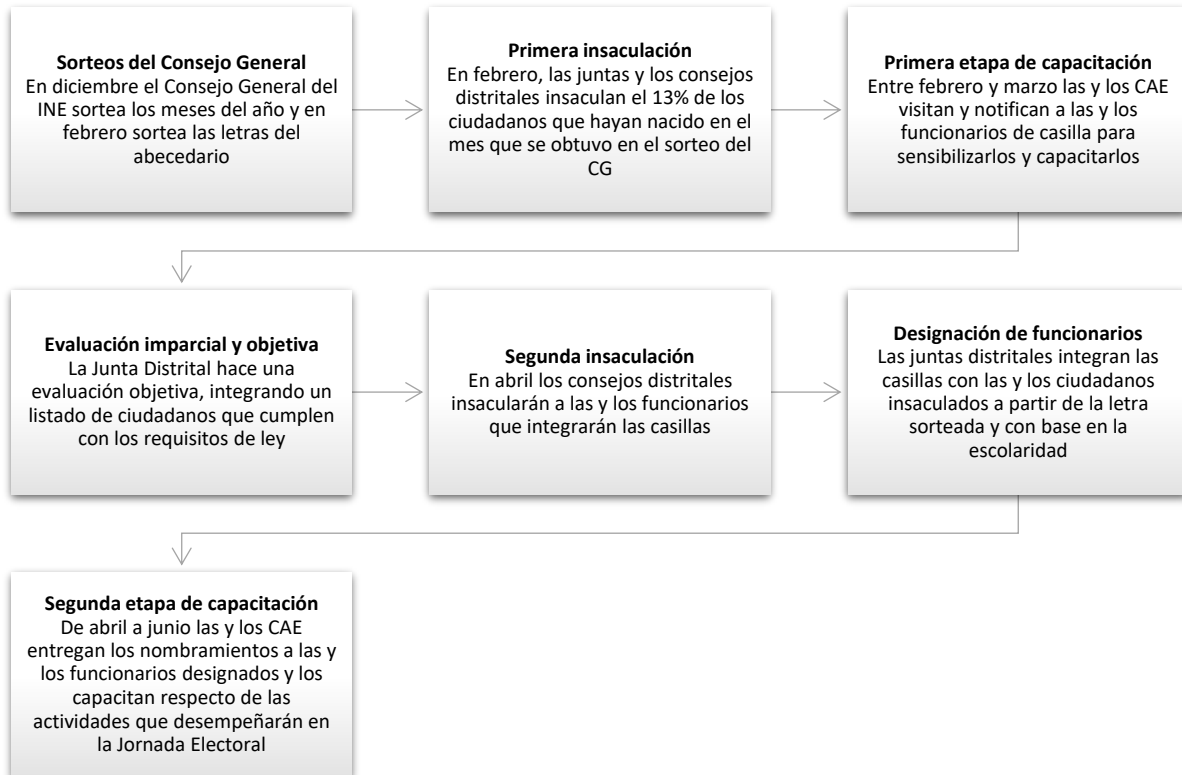 Sorteos del Consejo General
En diciembre el Consejo General del
INE sortea los meses del año y en
febrero sortea las letras del
abecedario
Primera insaculación
En febrero, las juntas y los consejos
distritales insaculan el 13% de los
ciudadanos que hayan nacido en el
mes que se obtuvo en el sorteo del
CG
Primera etapa de capacitación
Entre febrero y marzo las y los CAE
visitan y notifican a las y los
funcionarios de casilla para
sensibilizarlos y capacitarlos
Evaluación imparcial y objetiva
La Junta Distrital hace una
evaluación objetiva, integrando un
listado de ciudadanos que cumplen
con los requisitos de ley
Segunda insaculación
En abril los consejos distritales
insacularán a las y los funcionarios
que integrarán las casillas
Designación de funcionarios
Las juntas distritales integran las
casillas con las y los ciudadanos
insaculados a partir de la letra
sorteada y con base en la
escolaridad
Segunda etapa de capacitación
De abril a junio las y los CAE
entregan los nombramientos a las y
los funcionarios designados y los
capacitan respecto de las
actividades que desempeñarán en
la Jornada Electoral